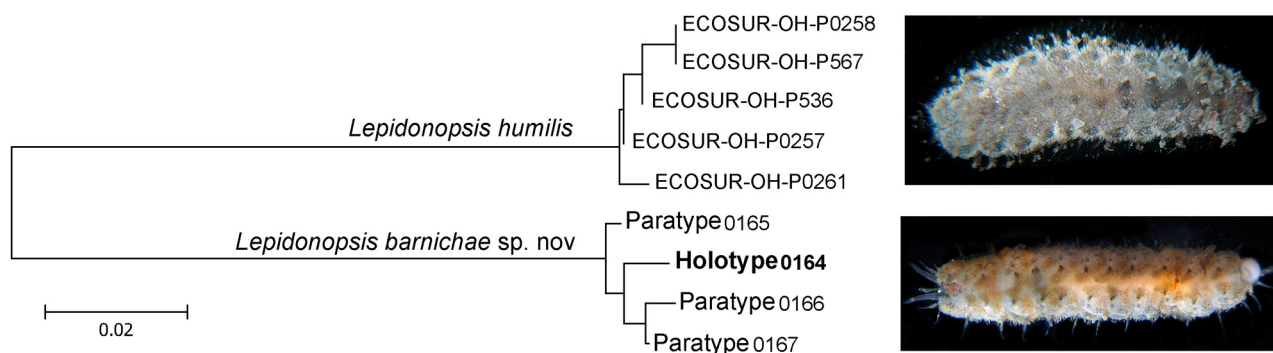 ECOSUR-OH-P0258
ECOSUR-OH-P567
ECOSUR-OH-P536
Lepidonopsis humilis
ECOSUR-OH-P0257
ECOSUR-OH-P0261
Paratype 0165
Lepidonopsis barnichae sp. nov
Holotype 0164
Paratype 0166
0.02
Paratype 0167